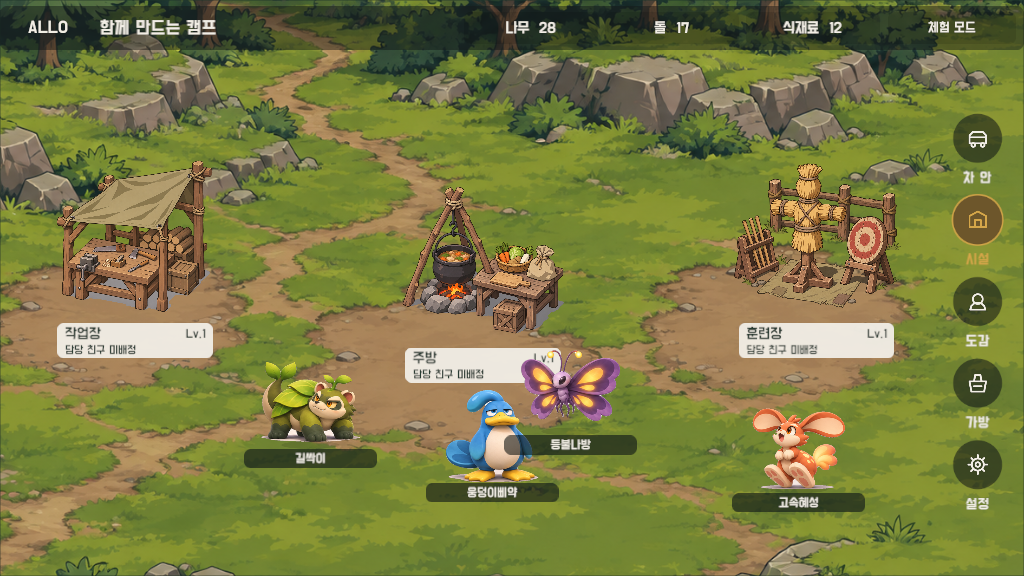 ALLO 함께 만드는 캠프 나무 28 돌 17 식재료 12 체험 모드
차 안
시설
도감
가방
설정
작업장 Lv.1
담당 친구 미배정
주방 Lv.1
담당 친구 미배정
훈련장 Lv.1
담당 친구 미배정
길싹이
등불나방
웅덩이삐약
고속혜성